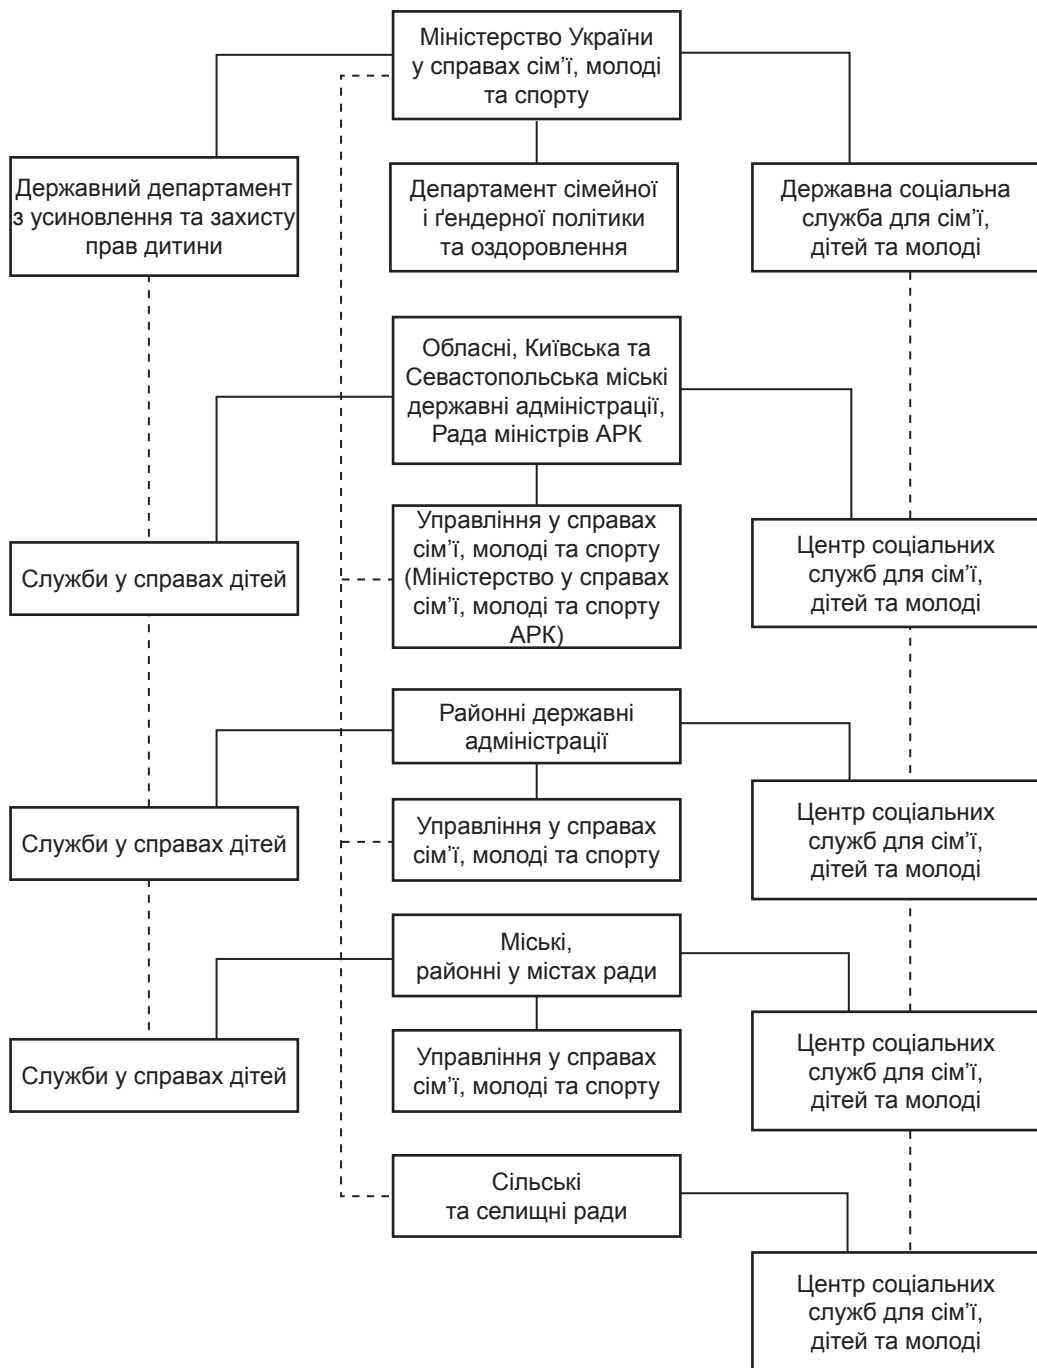 Міністерство України
у справах сім’ї, молоді
та спорту
Державний департамент
з усиновлення та захисту
прав дитини
Департамент сімейної
і ґендерної політики
та оздоровлення
Державна соціальна
служба для сім’ї,
дітей та молоді
Обласні, Київська та
Севастопольська міські
державні адміністрації,
Рада міністрів АРК
Служби у справах дітей
Управління у справах
сім’ї, молоді та спорту
(Міністерство у справах
сім’ї, молоді та спорту
АРК)
Центр соціальних
служб для сім’ї,
дітей та молоді
Районні державні
адміністрації
Служби у справах дітей
Управління у справах
сім’ї, молоді та спорту
Центр соціальних
служб для сім’ї,
дітей та молоді
Міські,
районні у містах ради
Служби у справах дітей
Управління у справах
сім’ї, молоді та спорту
Центр соціальних
служб для сім’ї,
дітей та молоді
Сільські
та селищні ради
Центр соціальних
служб для сім’ї,
дітей та молоді